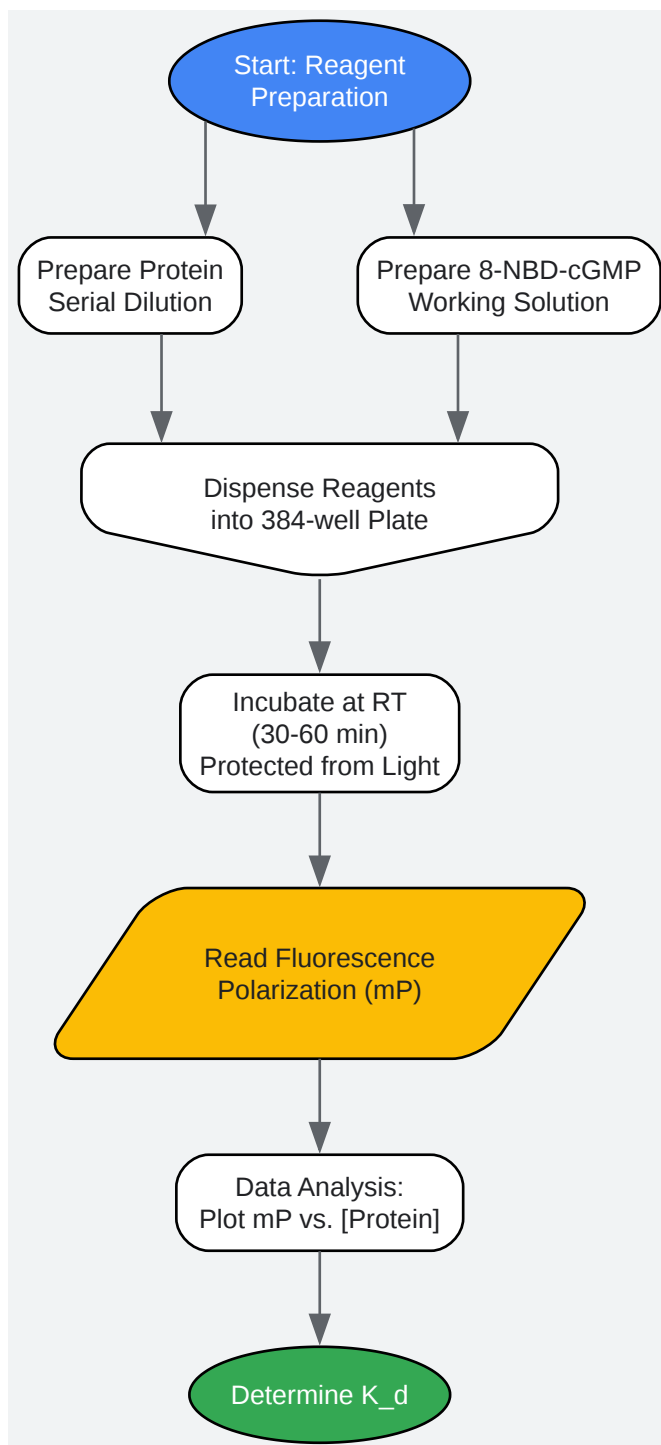 Start: Reagent
Preparation
Prepare Protein
Serial Dilution
Prepare 8-NBD-cGMP
Working Solution
Dispense Reagents
into 384-well Plate
Incubate at RT
(30-60 min)
Protected from Light
Read Fluorescence
Polarization (mP)
Data Analysis:
Plot mP vs. [Protein]
Determine K_d